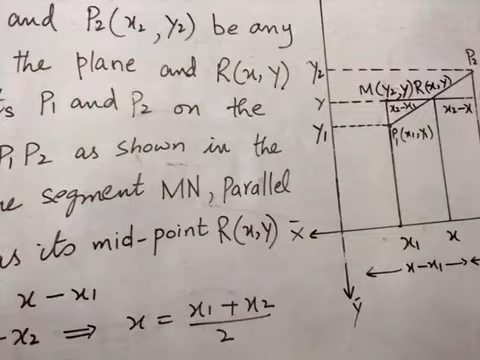 and P₂(x₂, y₂) be any
the plane and R(x, y)
P₁ and P₂ on the
P₁ P₂ as shown in the
segment MN, Parallel
its mid-point R(x, y)
x - x₁
-x₂ ⇒ x = x₁ + x₂ / 2
P₂
Y₂
M(Y₂, Y) R(x, y)
Y
x₂-x₁
x₂-x
Y₁
P₁(x₁, Y)
X̄
x₁
x
x-x₁
Ȳ